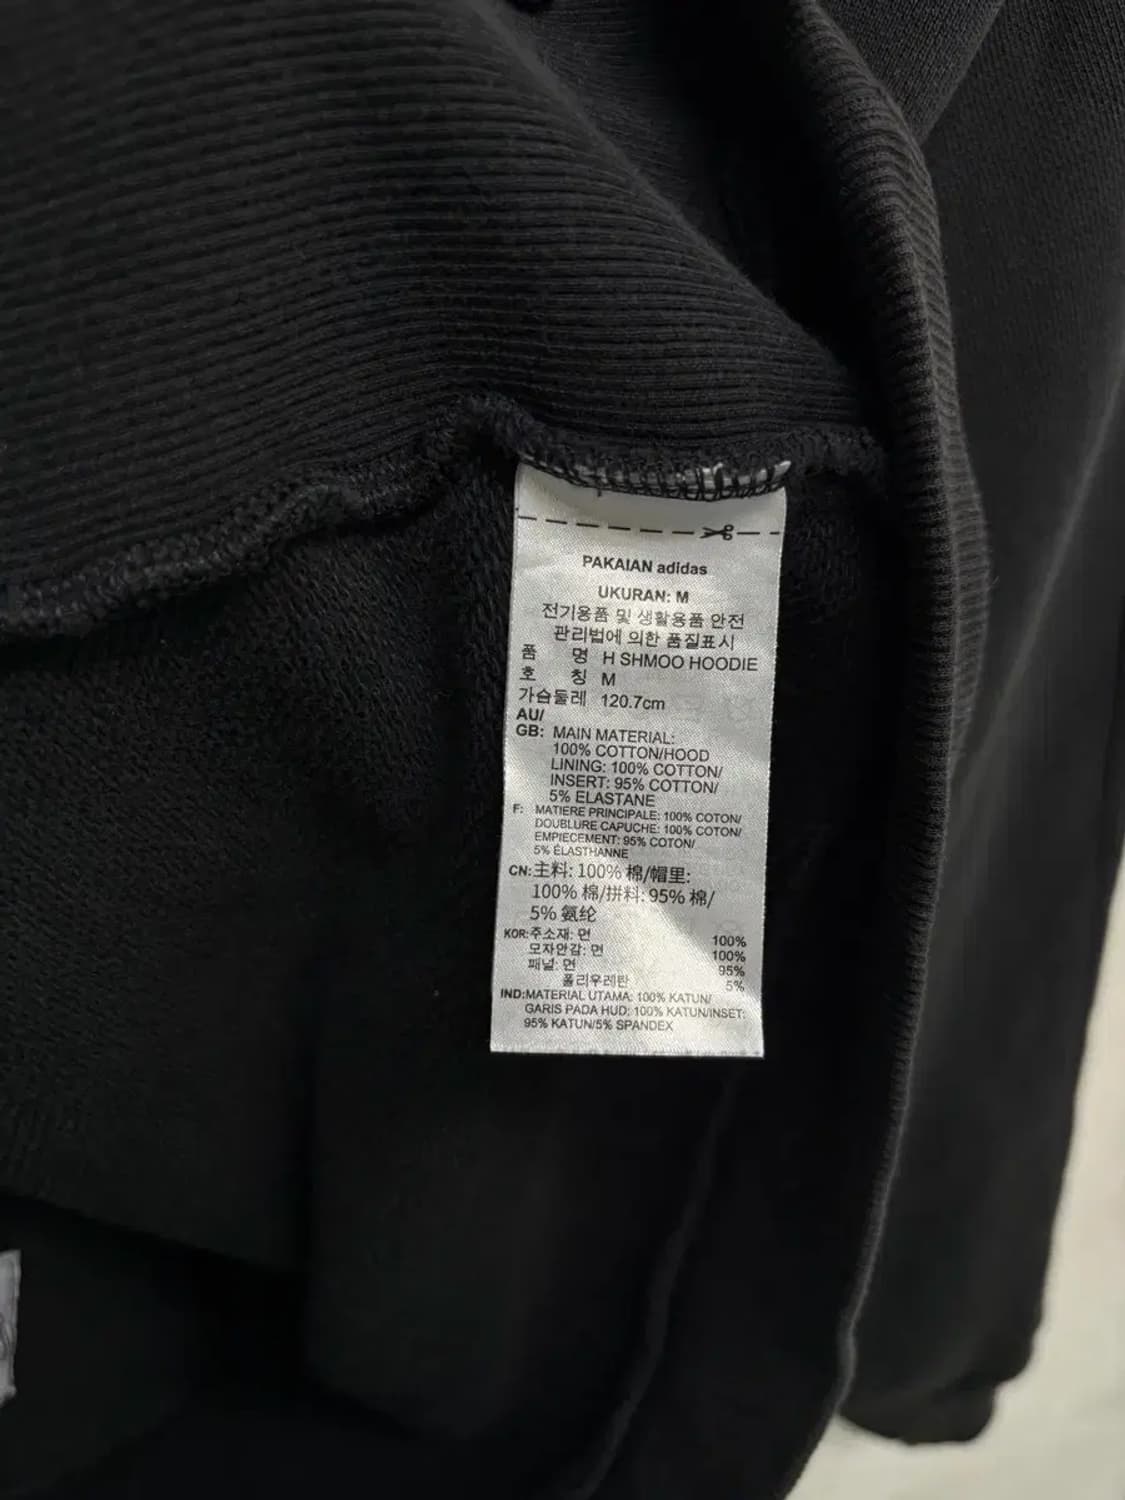 PAKAIAN adidas
UKURAN: M
전기용품 및 생활용품 안전
관리법에 의한 품질표시
품 명 H SHMOO HOODIE
호 칭 M
가슴둘레 120.7cm
AU/
GB: MAIN MATERIAL:
100% COTTON/HOOD
LINING: 100% COTTON/
INSERT: 95% COTTON/
5% ELASTANE
F: MATIERE PRINCIPALE: 100% COTON/
DOUBLURE CAPUCHE: 100% COTON/
EMPIECEMENT: 95% COTON/
5% ÉLASTHANNE
CN: 主料: 100% 棉/帽里:
100% 棉/拼料: 95% 棉/
5% 氨纶
KOR: 주소재: 면 100%
모자안감: 면 100%
패널: 면 95%
폴리우레탄 5%
IND: MATERIAL UTAMA: 100% KATUN/
GARIS PADA HUD: 100% KATUN/INSET:
95% KATUN/5% SPANDEX